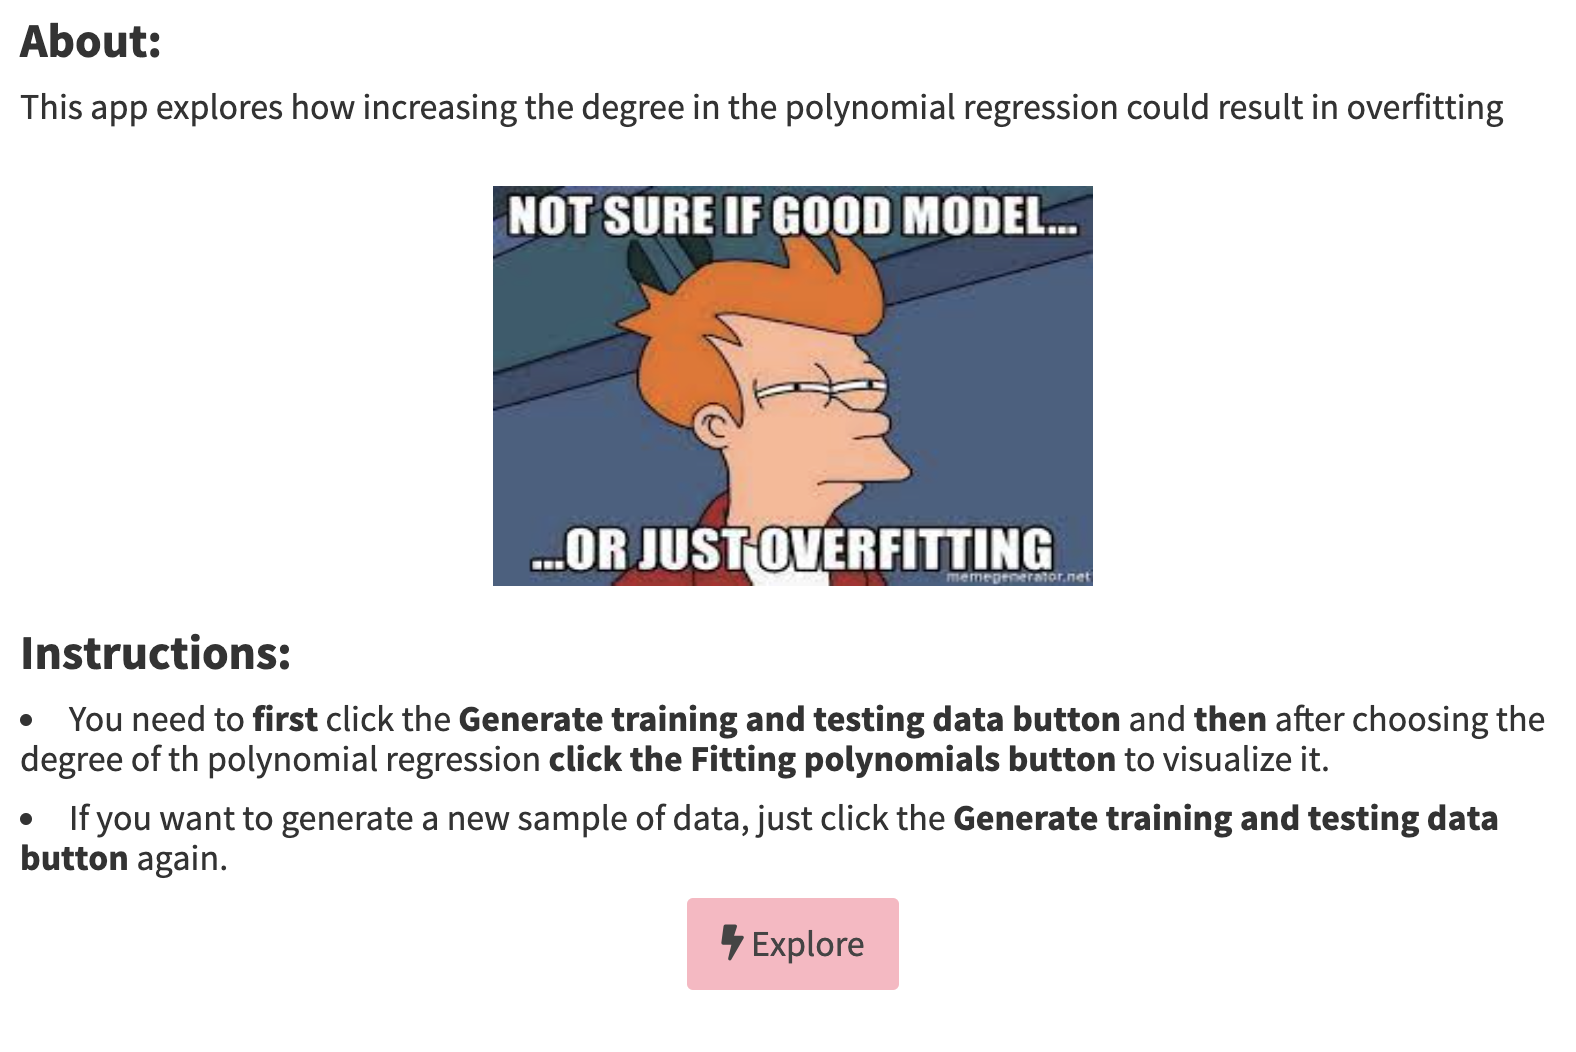 About:
This app explores how increasing the degree in the polynomial regression could result in overfitting
NOT SURE IF GOOD MODEL...
...OR JUST OVERFITTING
memegenerator.net
Instructions:
• You need to first click the Generate training and testing data button and then after choosing the
degree of th polynomial regression click the Fitting polynomials button to visualize it.
• If you want to generate a new sample of data, just click the Generate training and testing data
button again.
Explore